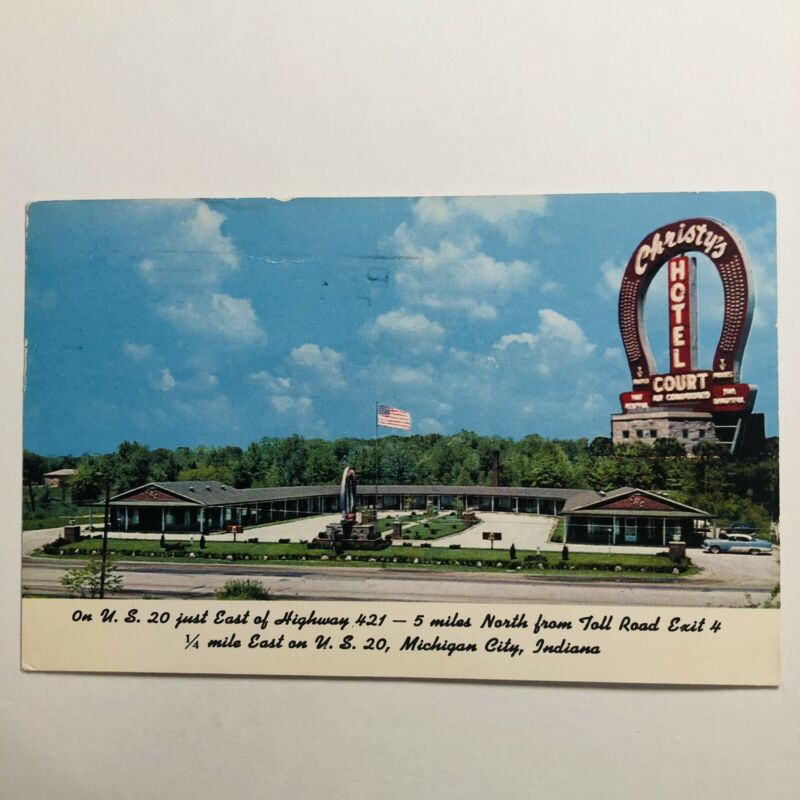 Christy's
HOTEL
COURT
AIR CONDITIONED
On U. S. 20 just East of Highway 421 — 5 miles North from Toll Road Exit 4
¼ mile East on U. S. 20, Michigan City, Indiana